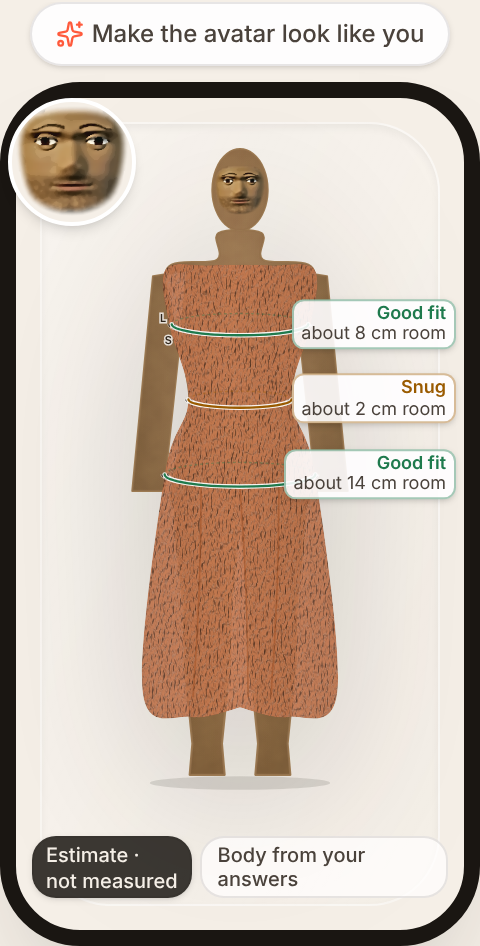 Make the avatar look like you
L
S
Good fit
about 8 cm room
Snug
about 2 cm room
Good fit
about 14 cm room
Estimate ·
not measured
Body from your
answers